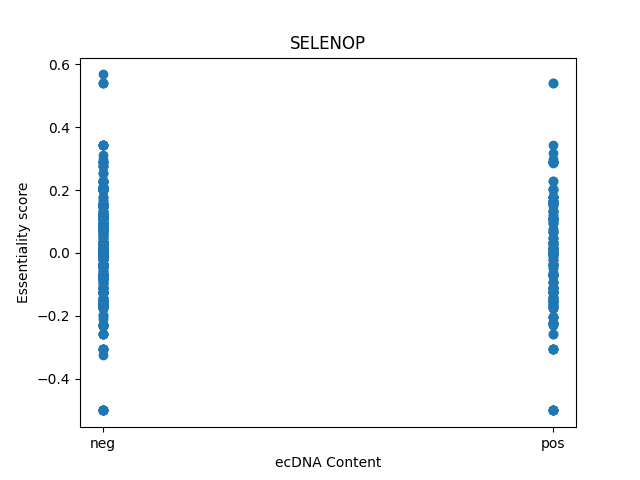 SELENOP
0.6
0.4
0.2
0.0
−0.2
−0.4
Essentiality score
neg
pos
ecDNA Content